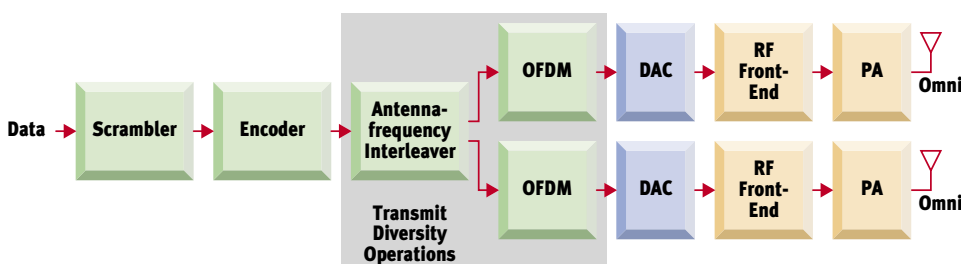 Data
Scrambler
Encoder
Antenna-
frequency
Interleaver
OFDM
DAC
RF
Front-
End
PA
Omni
OFDM
DAC
RF
Front-
End
PA
Omni
Transmit
Diversity
Operations